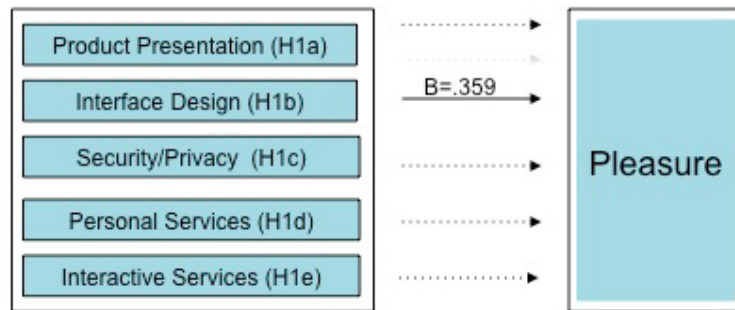 Product Presentation (H1a)
Interface Design (H1b)
B=.359
Security/Privacy (H1c)
Pleasure
Personal Services (H1d)
Interactive Services (H1e)